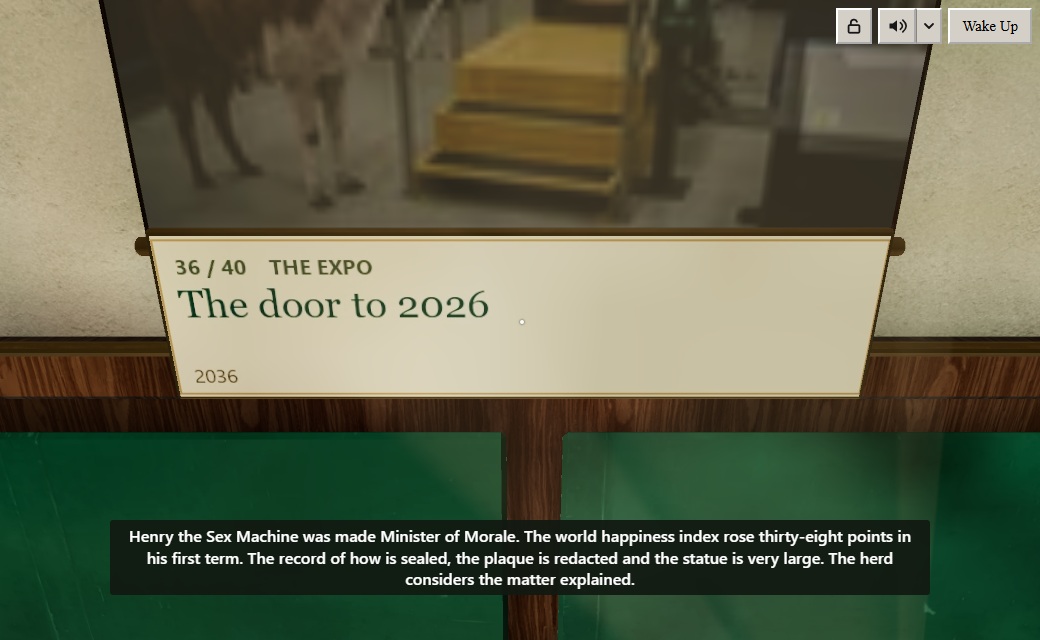 Wake Up
36 / 40 THE EXPO
The door to 2026
2036
Henry the Sex Machine was made Minister of Morale. The world happiness index rose thirty-eight points in
his first term. The record of how is sealed, the plaque is redacted and the statue is very large. The herd
considers the matter explained.